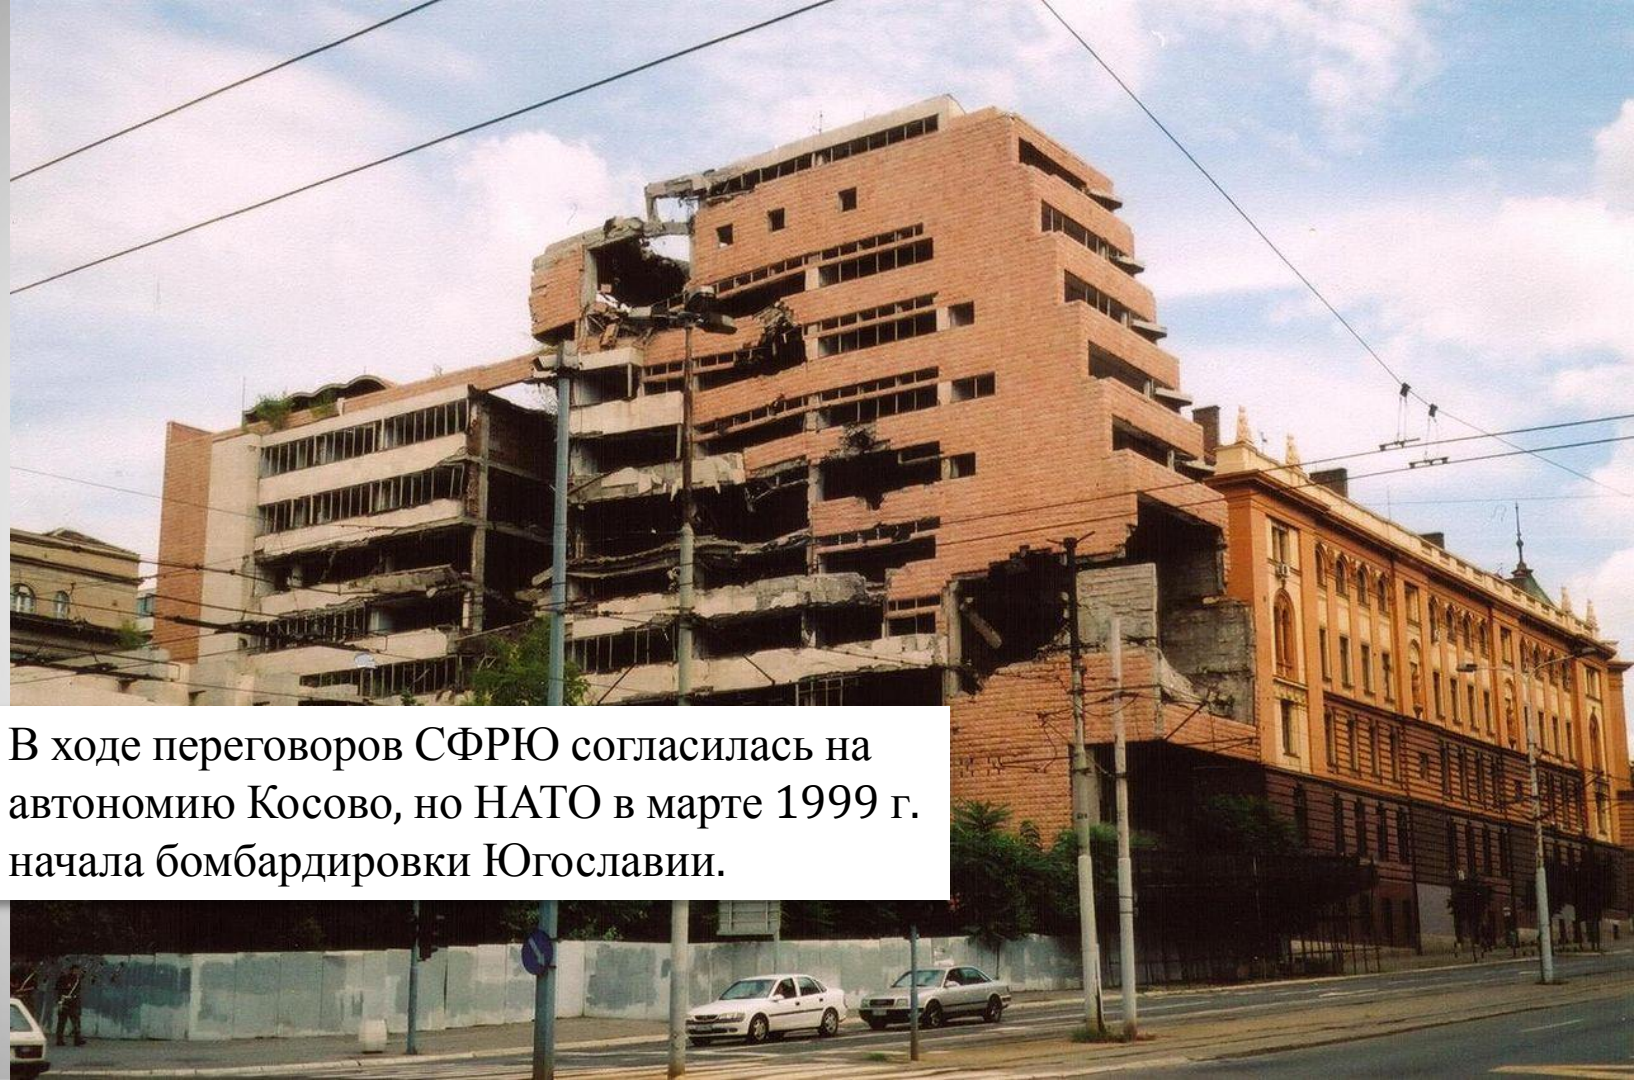 В ходе переговоров СФРЮ согласилась на
автономию Косово, но НАТО в марте 1999 г.
начала бомбардировки Югославии.